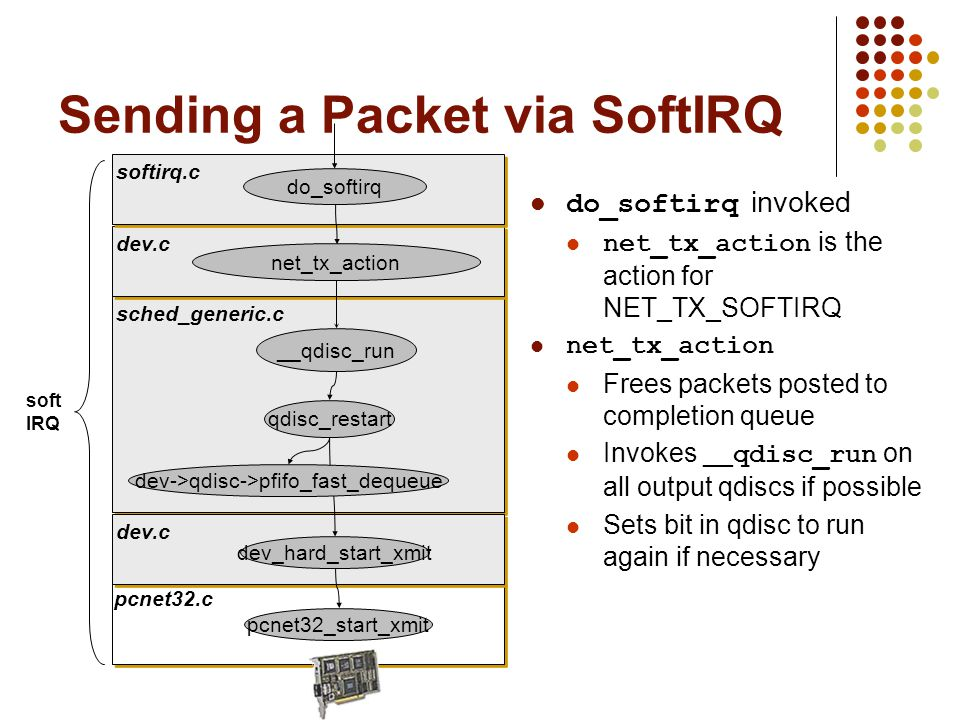 Sending a Packet via SoftIRQ
softirq.c
do_softirq
dev.c
net_tx_action
sched_generic.c
__qdisc_run
qdisc_restart
dev->qdisc->pfifo_fast_dequeue
dev.c
dev_hard_start_xmit
pcnet32.c
pcnet32_start_xmit
soft
IRQ
do_softirq invoked
net_tx_action is the
action for
NET_TX_SOFTIRQ
net_tx_action
Frees packets posted to
completion queue
Invokes __qdisc_run on
all output qdiscs if possible
Sets bit in qdisc to run
again if necessary